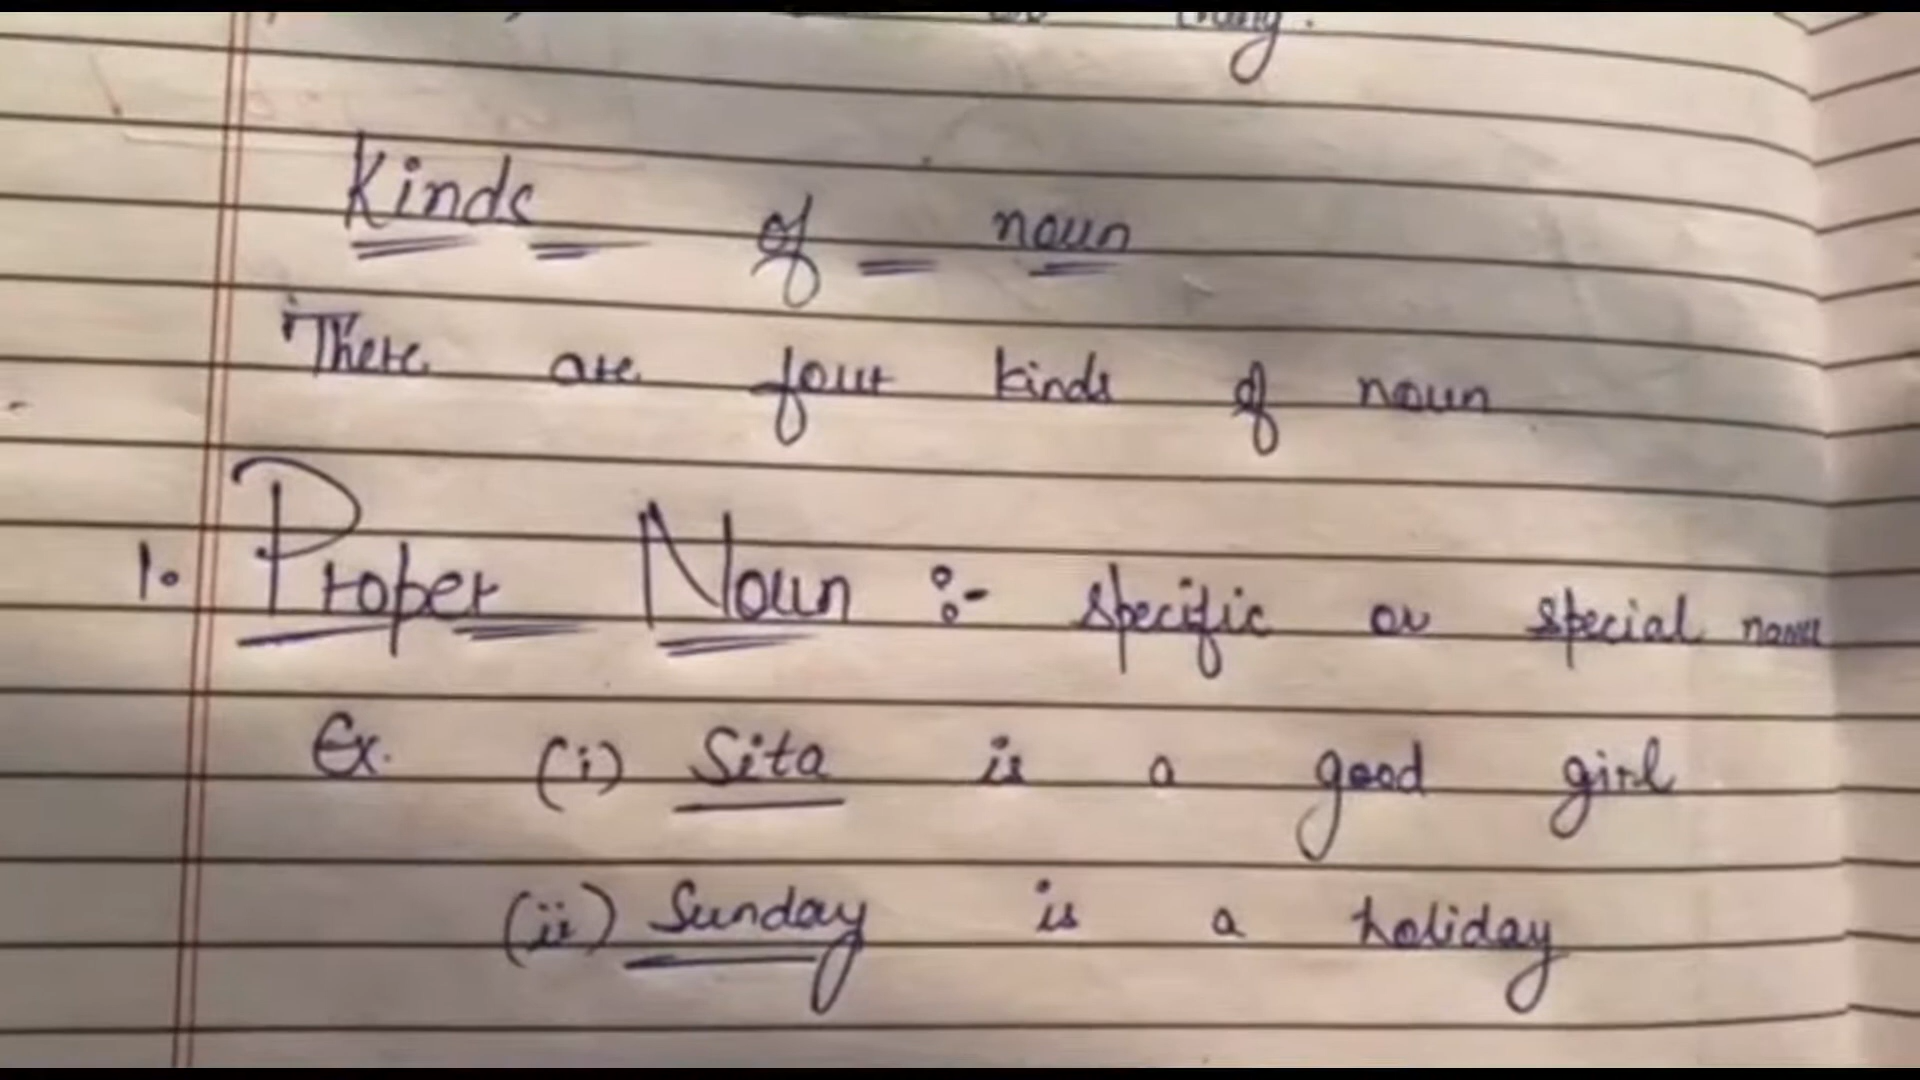 thing.
Kinds of noun
There are four kinds of noun
1. Proper Noun :- specific or special name
Ex. (i) Sita is a good girl
(ii) Sunday is a holiday